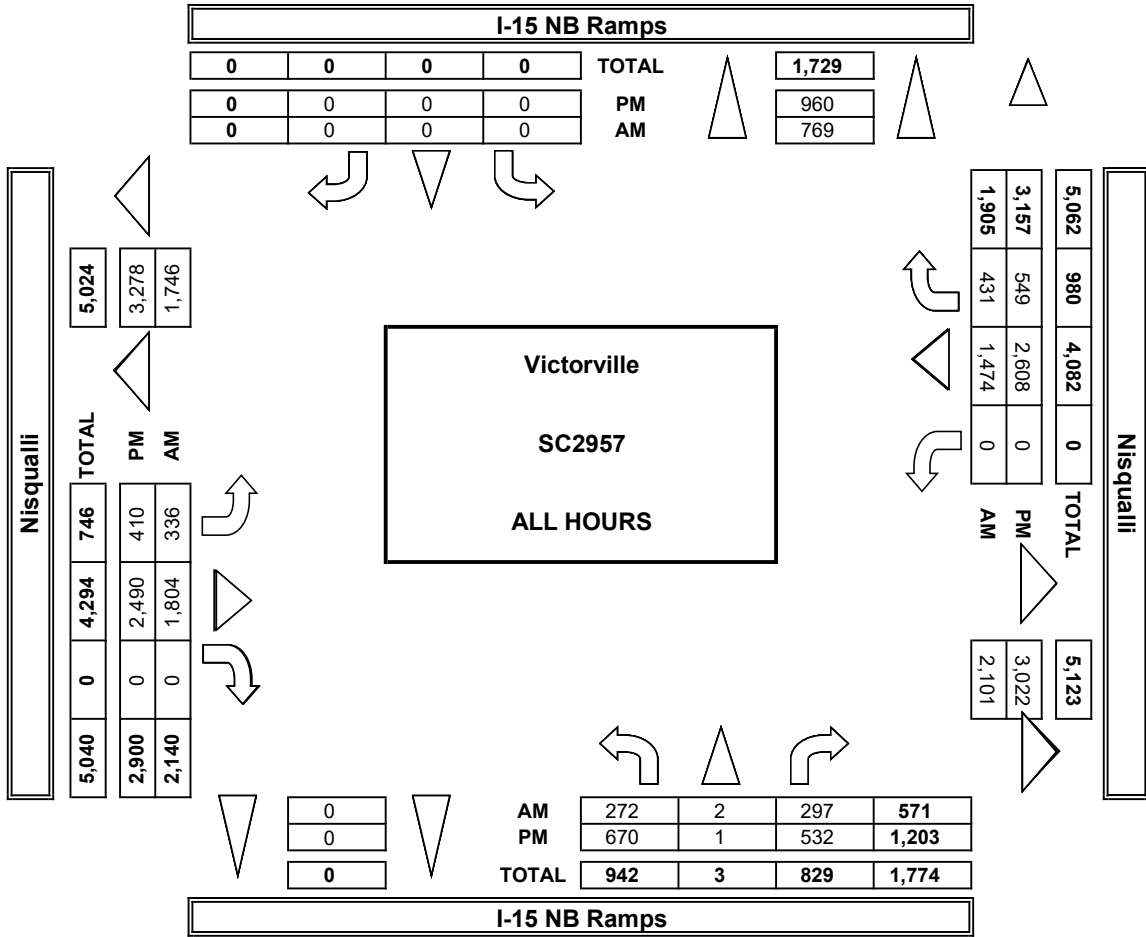 I-15 NB Ramps
0 0 0 0 TOTAL 1,729
0 0 0 0 PM 960
0 0 0 0 AM 769
Nisqualli
5,024 3,278 1,746
TOTAL PM AM
746 410 336
4,294 2,490 1,804
0 0 0
5,040 2,900 2,140
Victorville
SC2957
ALL HOURS
5,062 980 4,082 0 TOTAL
3,157 549 2,608 0 PM
1,905 431 1,474 0 AM
5,123
3,022
2,101
Nisqualli
0 AM 272 2 297 571
0 PM 670 1 532 1,203
0 TOTAL 942 3 829 1,774
I-15 NB Ramps